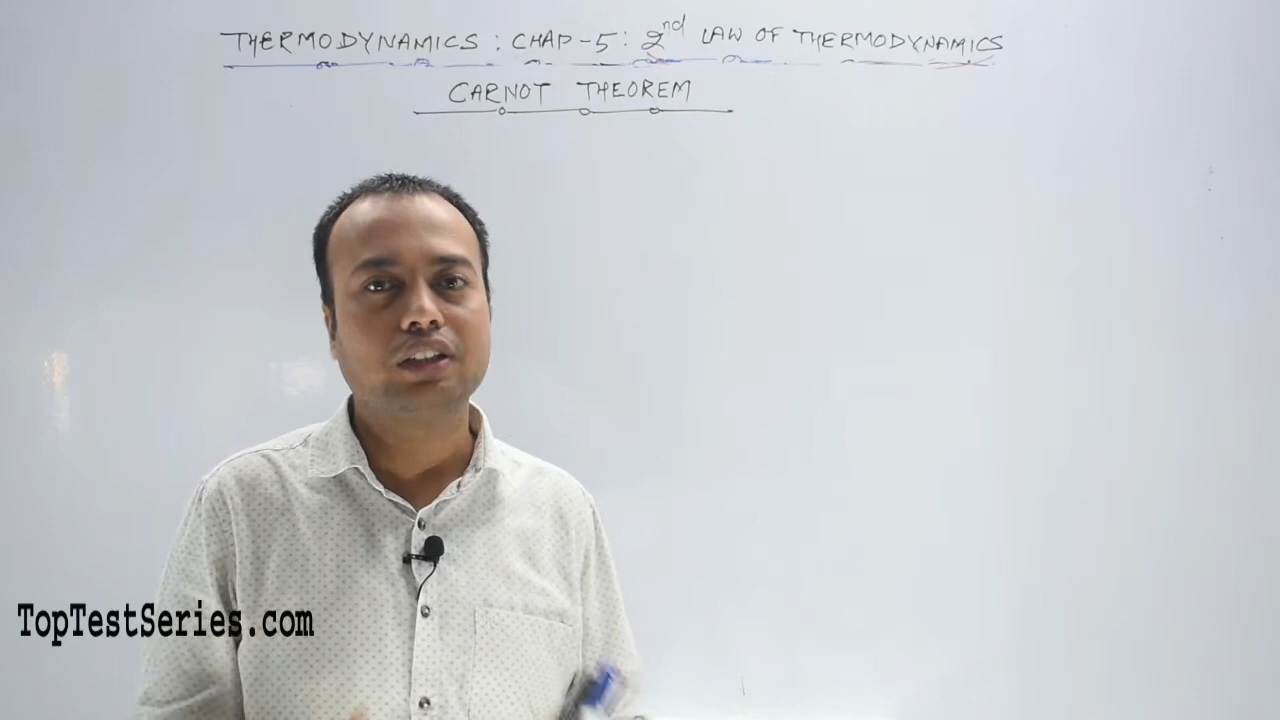 THERMODYNAMICS : CHAP-5 : 2nd LAW OF THERMODYNAMICS
CARNOT THEOREM
TopTestSeries.com